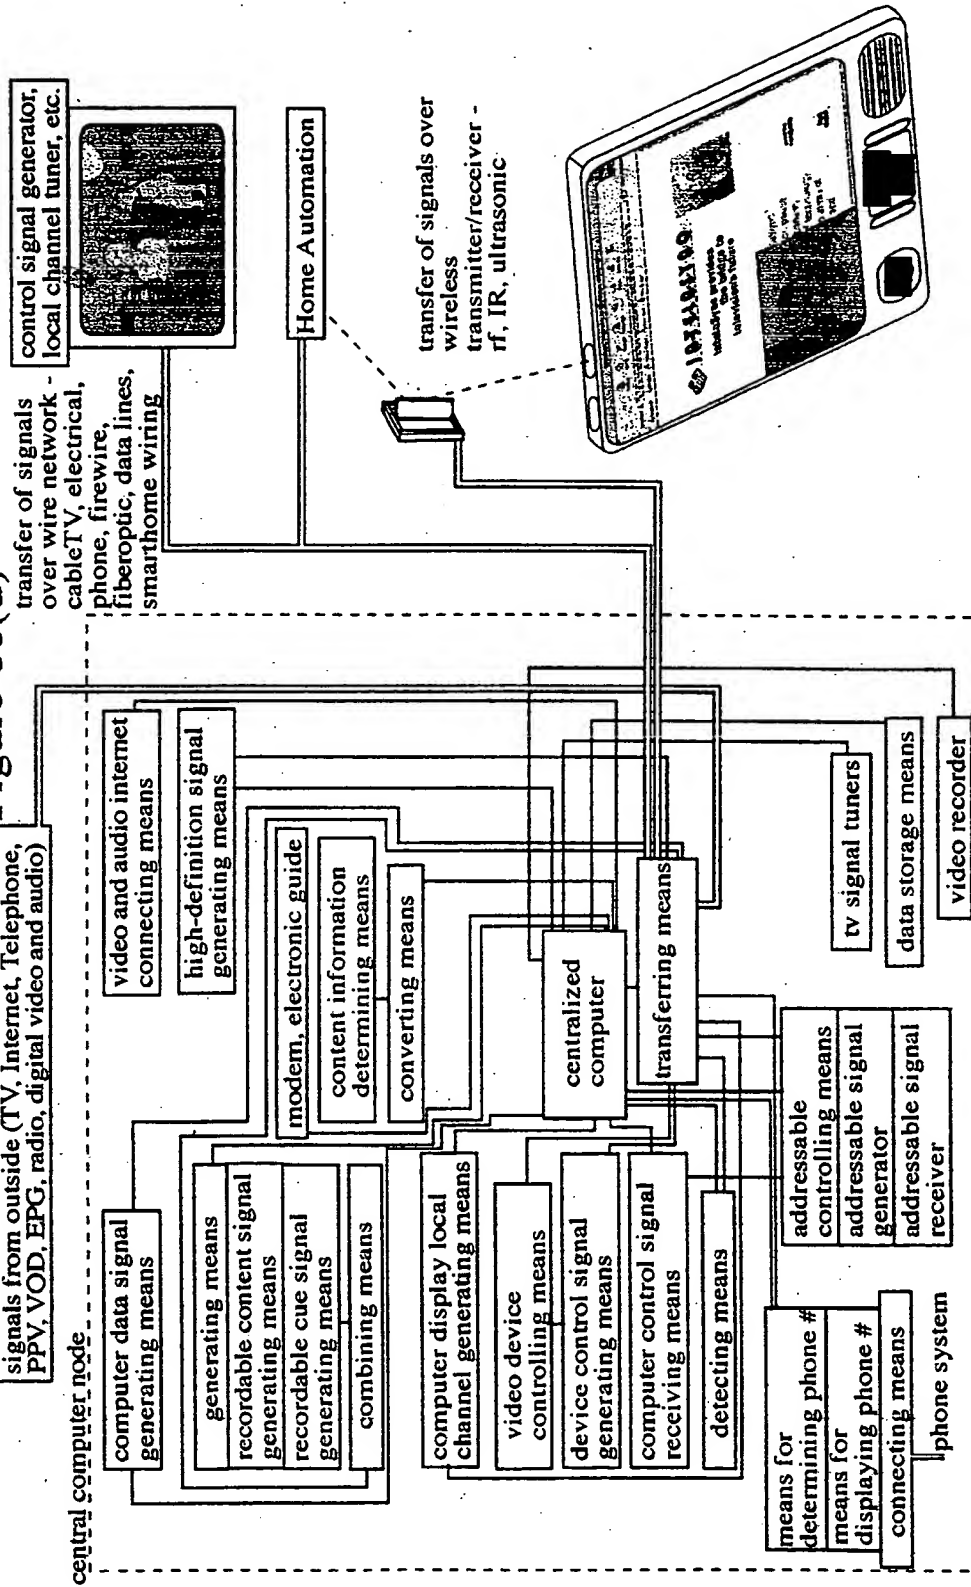 signals from outside (TV, Internet, Telephone,
PPV, VOD, EPG, radio, digital video and audio)
central computer node
computer data signal
generating means
generating means
recordable content signal
generating means
recordable cue signal
generating means
combining means
computer display local
channel generating means
video device
controlling means
device control signal
generating means
computer control signal
receiving means
detecting means
means for
determining phone #
means for
displaying phone #
connecting means
phone system
video and audio internet
connecting means
high-definition signal
generating means
modem, electronic guide
content information
determining means
converting means
centralized
computer
transferring means
addressable
controlling means
addressable signal
generator
addressable signal
receiver
tv signal tuners
data storage means
video recorder
transfer of signals
over wire network -
cableTV, electrical,
phone, firewire,
fiberoptic, data lines,
smarthome wiring
control signal generator,
local channel tuner, etc.
Home Automation
transfer of signals over
wireless
transmitter/receiver -
rf, IR, ultrasonic
the bridge to
television's future